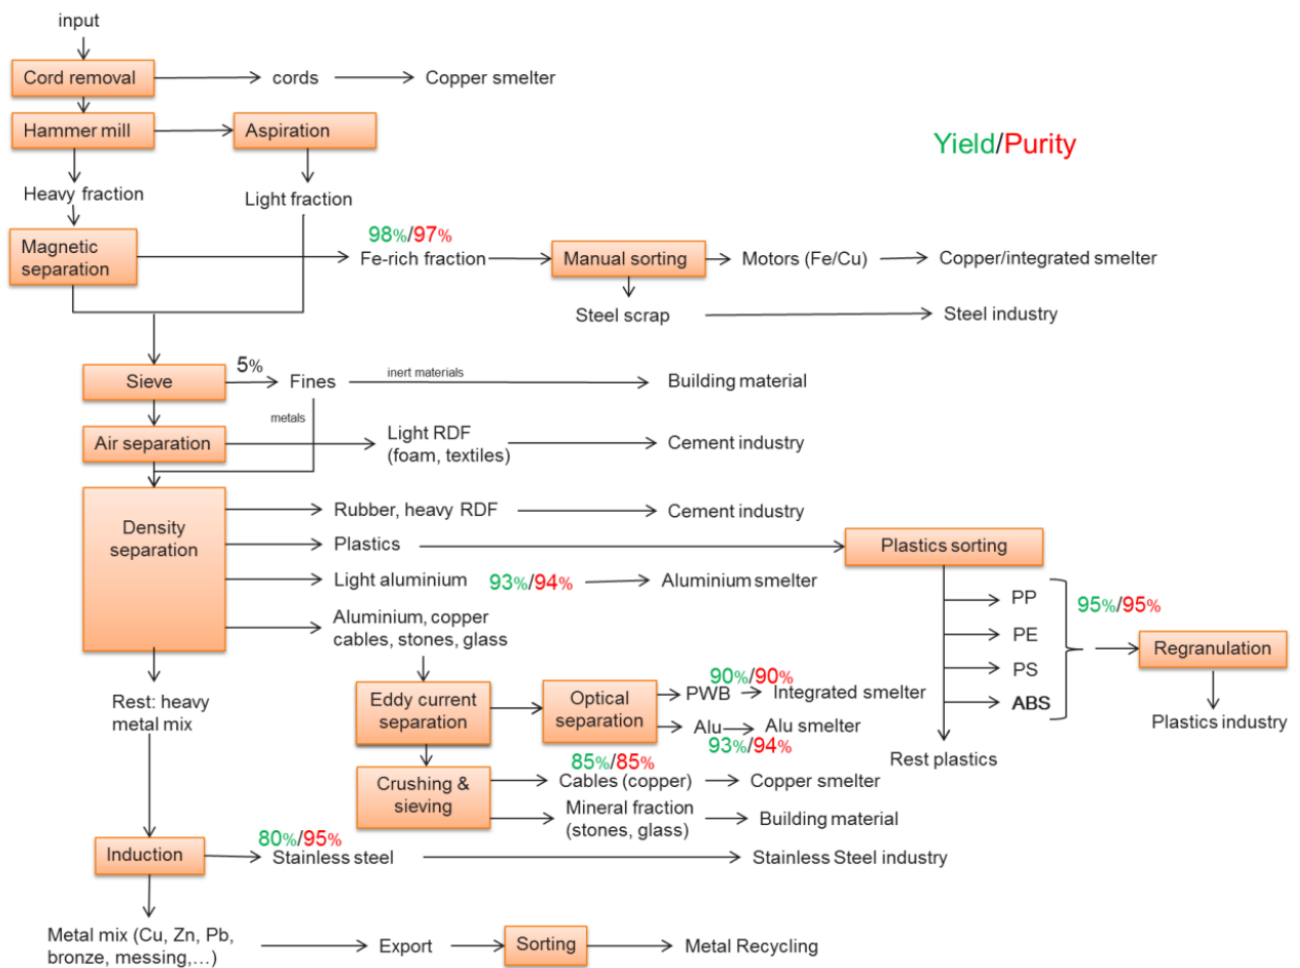 input
Cord removal
cords
Copper smelter
Hammer mill
Aspiration
Yield/Purity
Heavy fraction
Light fraction
98%/97%
Magnetic
separation
Fe-rich fraction
Manual sorting
Motors (Fe/Cu)
Copper/integrated smelter
Steel scrap
Steel industry
Sieve
5%
Fines
inert materials
Building material
metals
Air separation
Light RDF
(foam, textiles)
Cement industry
Density
separation
Rubber, heavy RDF
Cement industry
Plastics
Plastics sorting
Light aluminium
93%/94%
Aluminium smelter
Aluminium, copper
cables, stones, glass
PP
PE
PS
ABS
95%/95%
Regranulation
Plastics industry
Rest plastics
Rest: heavy
metal mix
Eddy current
separation
Optical
separation
90%/90%
PWB
Integrated smelter
Alu
Alu smelter
93%/94%
Crushing &
sieving
85%/85%
Cables (copper)
Copper smelter
Mineral fraction
(stones, glass)
Building material
Induction
80%/95%
Stainless steel
Stainless Steel industry
Metal mix (Cu, Zn, Pb,
bronze, messing,...)
Export
Sorting
Metal Recycling